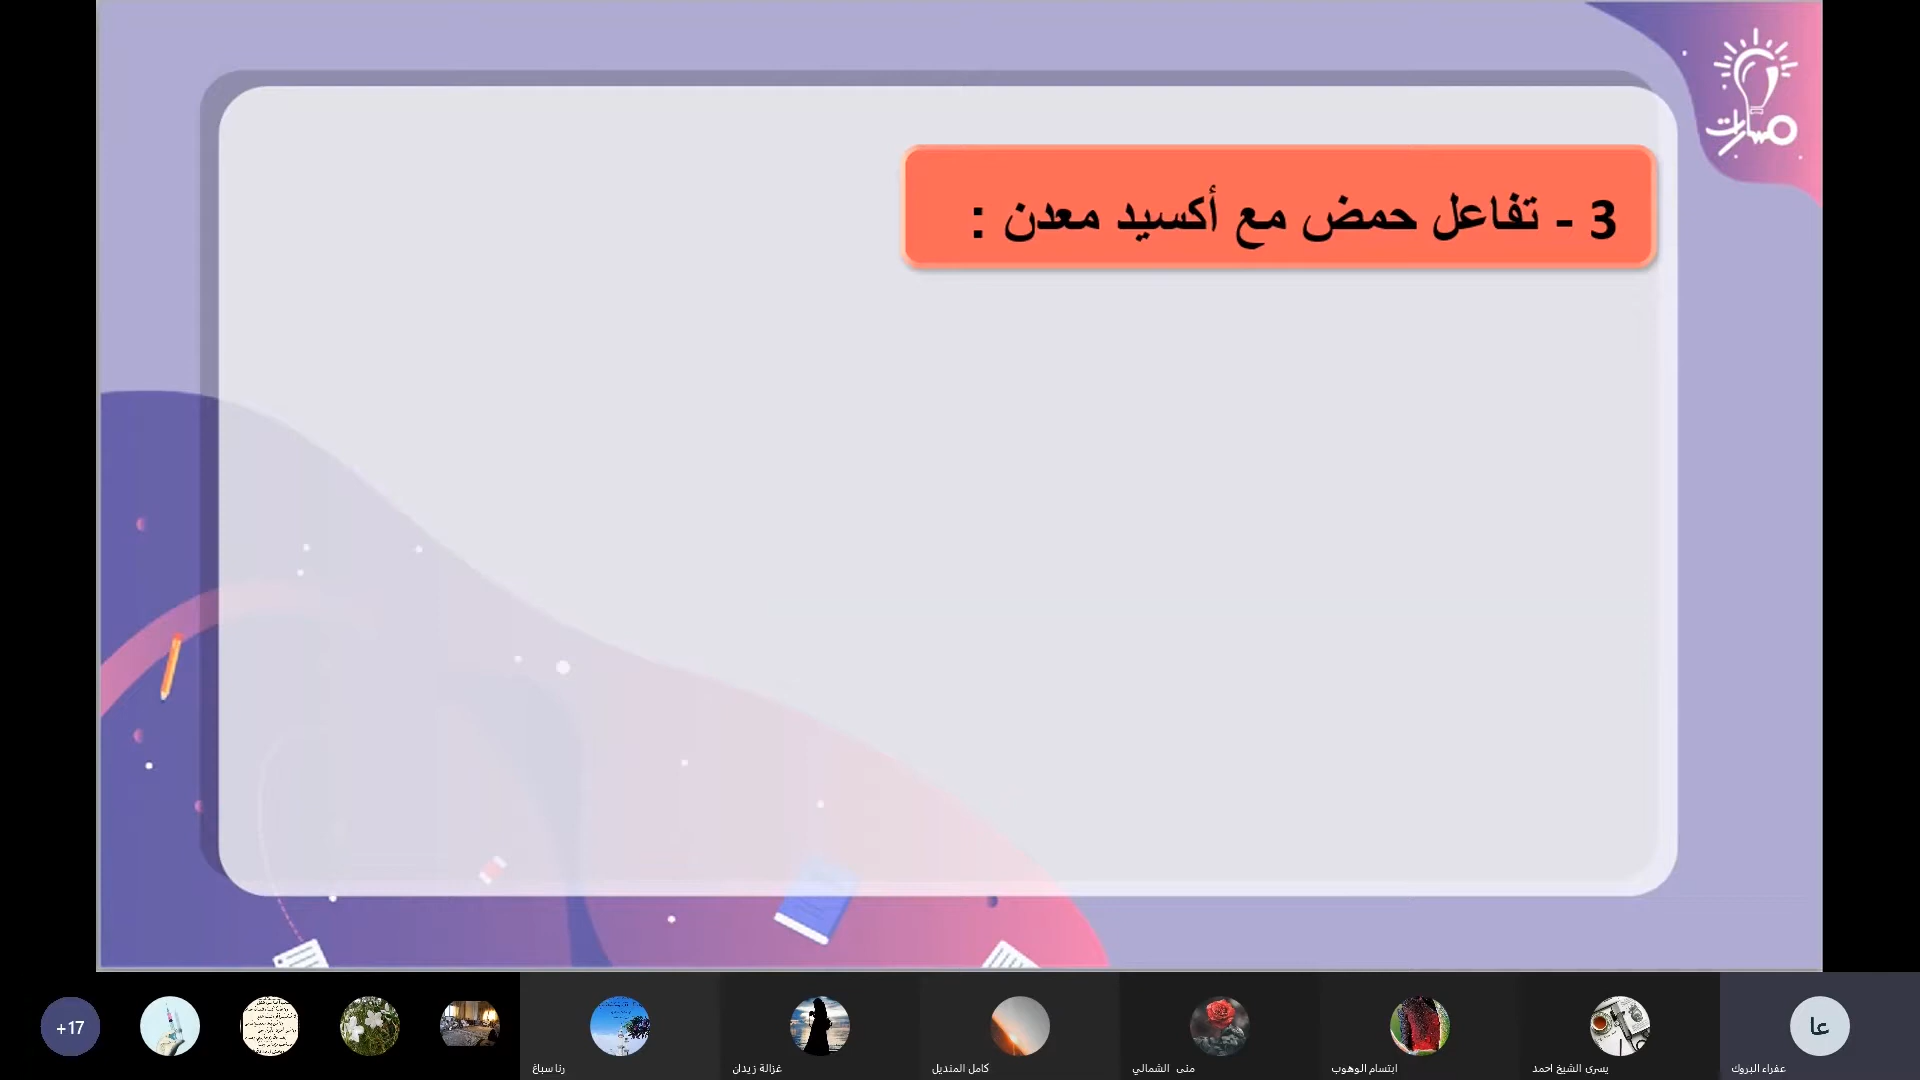 مسارات
3 - تفاعل حمض مع أكسيد معدن :
+17
رنا سباغ
غزالة زيدان
كامل المنديل
منى الشمالي
ابتسام الوهوب
يسرى الشيخ احمد
عا
عفراء البروك